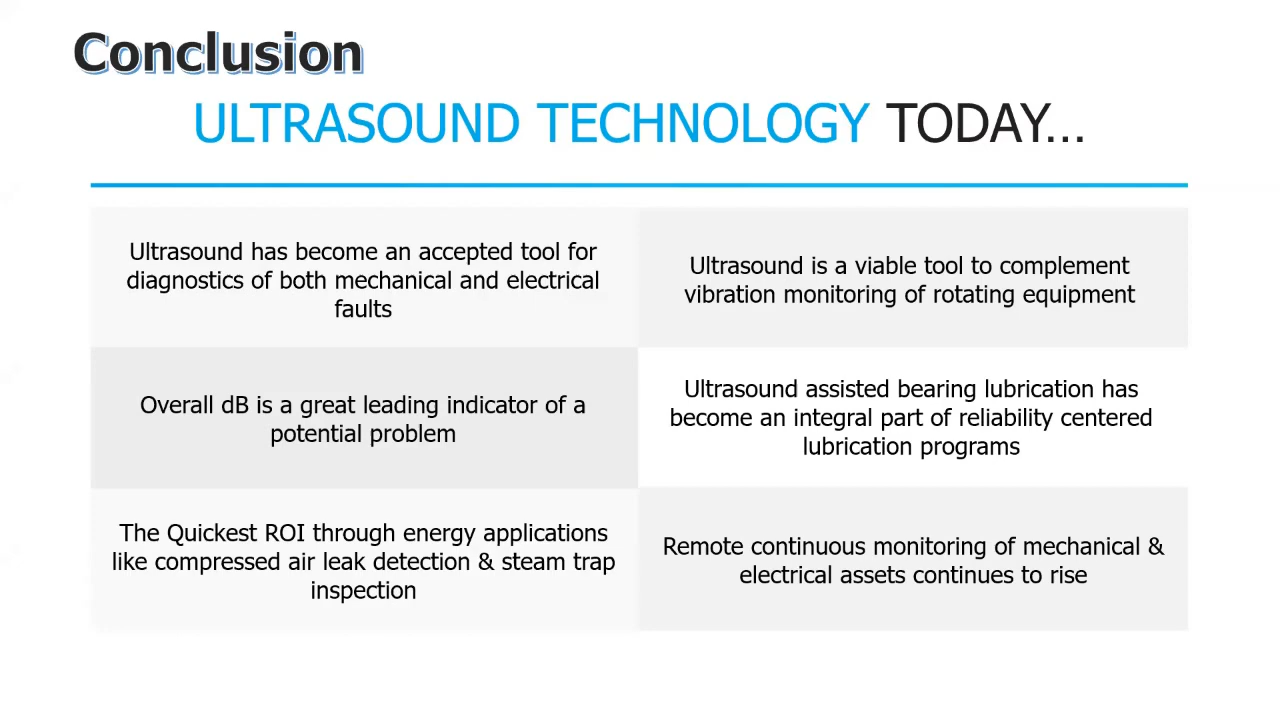 Conclusion
ULTRASOUND TECHNOLOGY TODAY...
Ultrasound has become an accepted tool for
diagnostics of both mechanical and electrical
faults
Ultrasound is a viable tool to complement
vibration monitoring of rotating equipment
Overall dB is a great leading indicator of a
potential problem
Ultrasound assisted bearing lubrication has
become an integral part of reliability centered
lubrication programs
The Quickest ROI through energy applications
like compressed air leak detection & steam trap
inspection
Remote continuous monitoring of mechanical &
electrical assets continues to rise